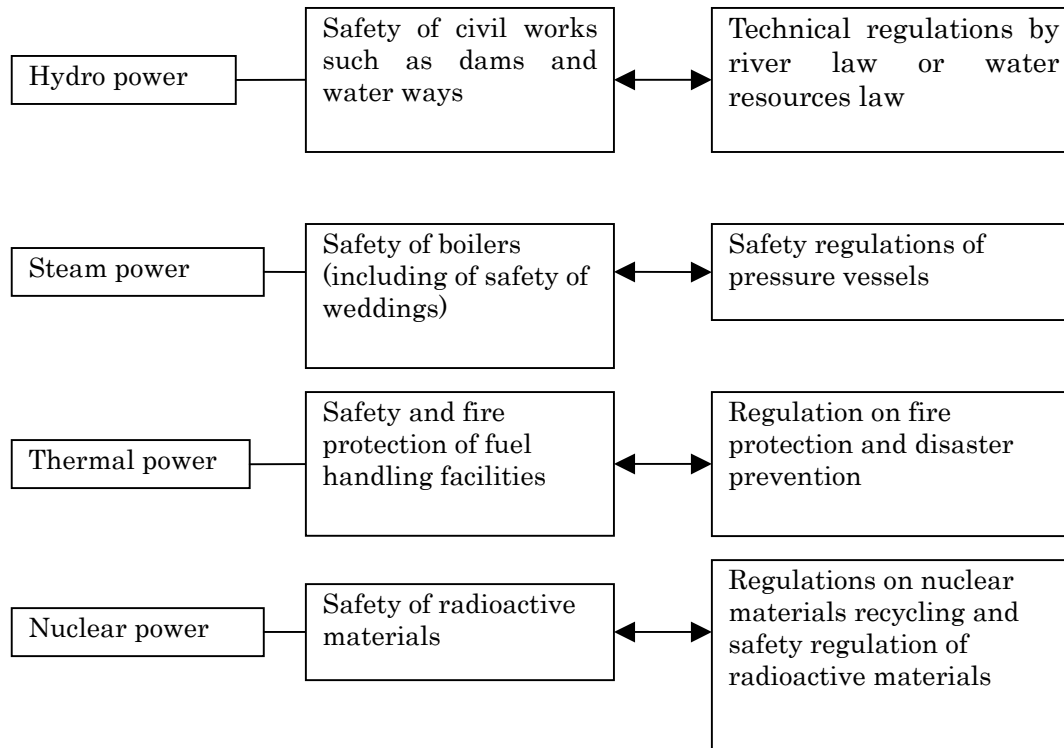 Hydro power
Safety of civil works
such as dams and
water ways
Technical regulations by
river law or water
resources law
Steam power
Safety of boilers
(including of safety of
weddings)
Safety regulations of
pressure vessels
Thermal power
Safety and fire
protection of fuel
handling facilities
Regulation on fire
protection and disaster
prevention
Nuclear power
Safety of radioactive
materials
Regulations on nuclear
materials recycling and
safety regulation of
radioactive materials